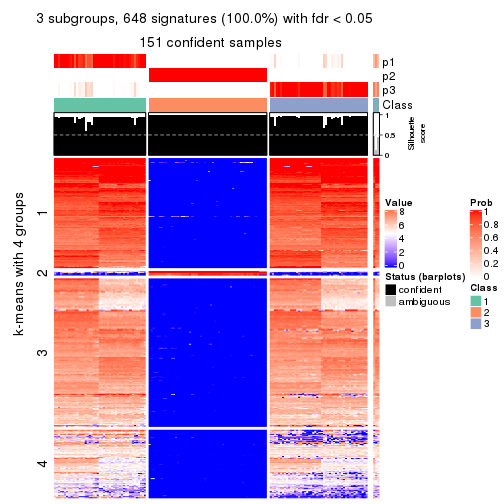 3 subgroups, 648 signatures (100.0%) with fdr < 0.05
151 confident samples
p1
p2
p3
Class
1
0.5
0
Silhouette
score
k-means with 4 groups
1
2
3
4
Value
8
6
4
2
0
Status (barplots)
confident
ambiguous
Prob
1
0.8
0.6
0.4
0.2
0
Class
1
2
3